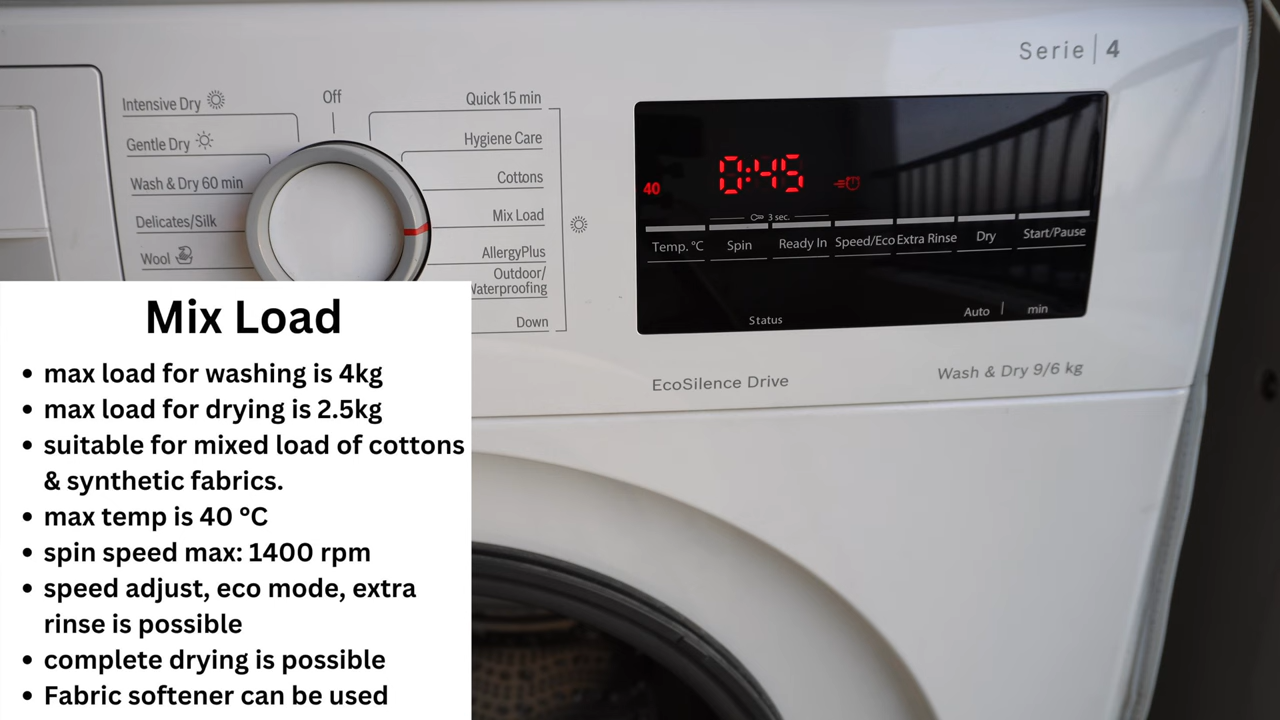 Serie | 4
Intensive Dry
Gentle Dry
Wash & Dry 60 min
Delicates/Silk
Wool
Off
Quick 15 min
Hygiene Care
Cottons
Mix Load
AllergyPlus
Outdoor/
Waterproofing
Down
40
0:45
3 sec.
Temp. °C
Spin
Ready In
Speed/Eco
Extra Rinse
Dry
Start/Pause
Status
Auto | min
EcoSilence Drive
Wash & Dry 9/6 kg
Mix Load
• max load for washing is 4kg
• max load for drying is 2.5kg
• suitable for mixed load of cottons
& synthetic fabrics.
• max temp is 40 °C
• spin speed max: 1400 rpm
• speed adjust, eco mode, extra
rinse is possible
• complete drying is possible
• Fabric softener can be used